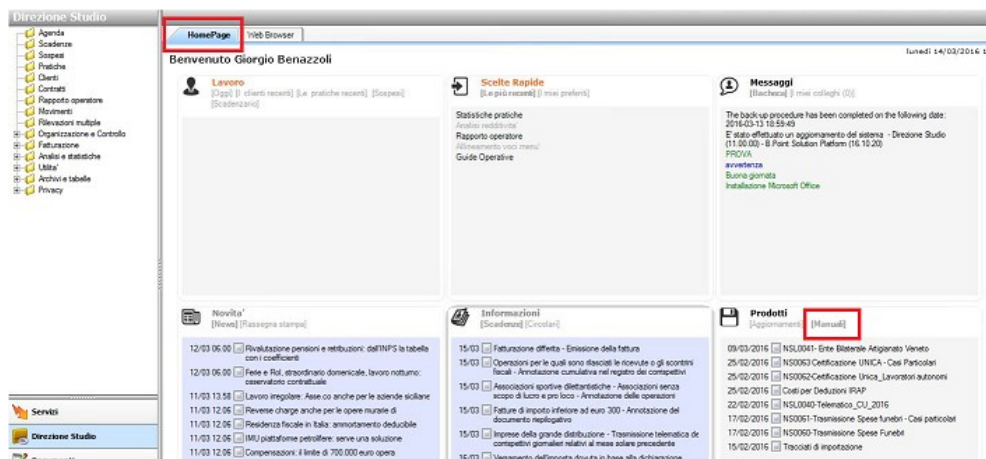 Direzione Studio
Agenda
Scadenze
Sospesi
Pratiche
Clienti
Contratti
Rapporto operatore
Movimenti
Rilevazioni multiple
Organizzazione e Controllo
Fatturazione
Analisi e statistiche
Utilita'
Archivi e tabelle
Privacy
Servizi
Direzione Studio
HomePage
Web Browser
lunedì 14/03/2016 1
Benvenuto Giorgio Benazzoli
Lavoro
[Oggi] [I clienti recenti] [Le pratiche recenti] [Sospesi]
[Scadenzario]
Scelte Rapide
[Le più recenti] [I miei preferiti]
Statistiche pratiche
Analisi redditivita'
Rapporto operatore
Allineamento voci menu'
Guide Operative
Messaggi
[Bacheca] [I miei colleghi (0)]
The back-up procedure has been completed on the following date:
2016-03-13 18:59:49
E' stato effettuato un aggiornamento del sistema - Direzione Studio
(11.00.00) - B.Point Solution Platform (16.10.20)
PROVA
avvertenza
Buona giornata
Installazione Microsoft Office
Novita'
[News] [Rassegna stampa]
12/03 06.00 Rivalutazione pensioni e retribuzioni: dall'INPS la tabella
con i coefficienti
12/03 06.00 Ferie e Rol, straordinario domenicale, lavoro notturno:
osservatorio contrattuale
11/03 13.58 Lavoro irregolare: Asse.co anche per le aziende siciliane
11/03 12.06 Reverse charge anche per le opere murarie di
11/03 12.06 Residenza fiscale in Italia: ammortamento deducibile
11/03 12.06 IMU piattaforme petrolifere: serve una soluzione
11/03 12.06 Compensazioni: il limite di 700.000 euro opera
Informazioni
[Scadenze] [Circolari]
15/03 Fatturazione differita - Emissione della fattura
15/03 Operazioni per le quali sono rilasciati le ricevute o gli scontrini
fiscali - Annotazione cumulativa nel registro dei corrispettivi
15/03 Associazioni sportive dilettantistiche - Associazioni senza
scopo di lucro e pro loco - Annotazione delle operazioni
15/03 Fatture di importo inferiore ad euro 300 - Annotazione del
documento riepilogativo
15/03 Imprese della grande distribuzione - Trasmissione telematica de
corrispettivi giornalieri relativi al mese solare precedente
16/03 Versamento dell'imposta dovuta in base alla dichiarazione
Prodotti
[Aggiornamenti] [Manuali]
09/03/2016 NSL0041- Ente Bilaterale Artigianato Veneto
25/02/2016 NS0063 Certificazione UNICA - Casi Particolari
25/02/2016 NS0062-Certificazione Unica_Lavoratori autonomi
25/02/2016 Costi per Deduzioni IRAP
22/02/2016 NSL0040-Telematico_CU_2016
17/02/2016 NS0061-Trasmissione Spese funebri - Casi particolari
17/02/2016 NS0060-Trasmissione Spese Funebri
15/02/2016 Tracciati di importazione